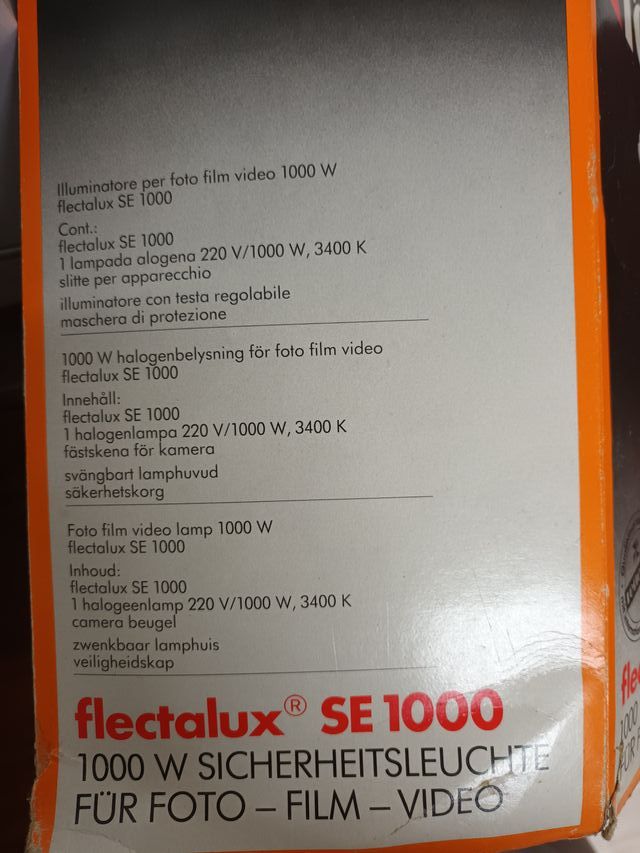 Illuminatore per foto film video 1000 W
flectalux SE 1000
Cont.:
flectalux SE 1000
1 lampada alogena 220 V/1000 W, 3400 K
slitte per apparecchio
illuminatore con testa regolabile
maschera di protezione
1000 W halogenbelysning för foto film video
flectalux SE 1000
Innehåll:
flectalux SE 1000
1 halogenlampa 220 V/1000 W, 3400 K
fästskena för kamera
svängbart lamphuvud
säkerhetskorg
Foto film video lamp 1000 W
flectalux SE 1000
Inhoud:
flectalux SE 1000
1 halogeenlamp 220 V/1000 W, 3400 K
camera beugel
zwenkbaar lamphuis
veiligheidskap
flectalux® SE 1000
1000 W SICHERHEITSLEUCHTE
FÜR FOTO – FILM – VIDEO